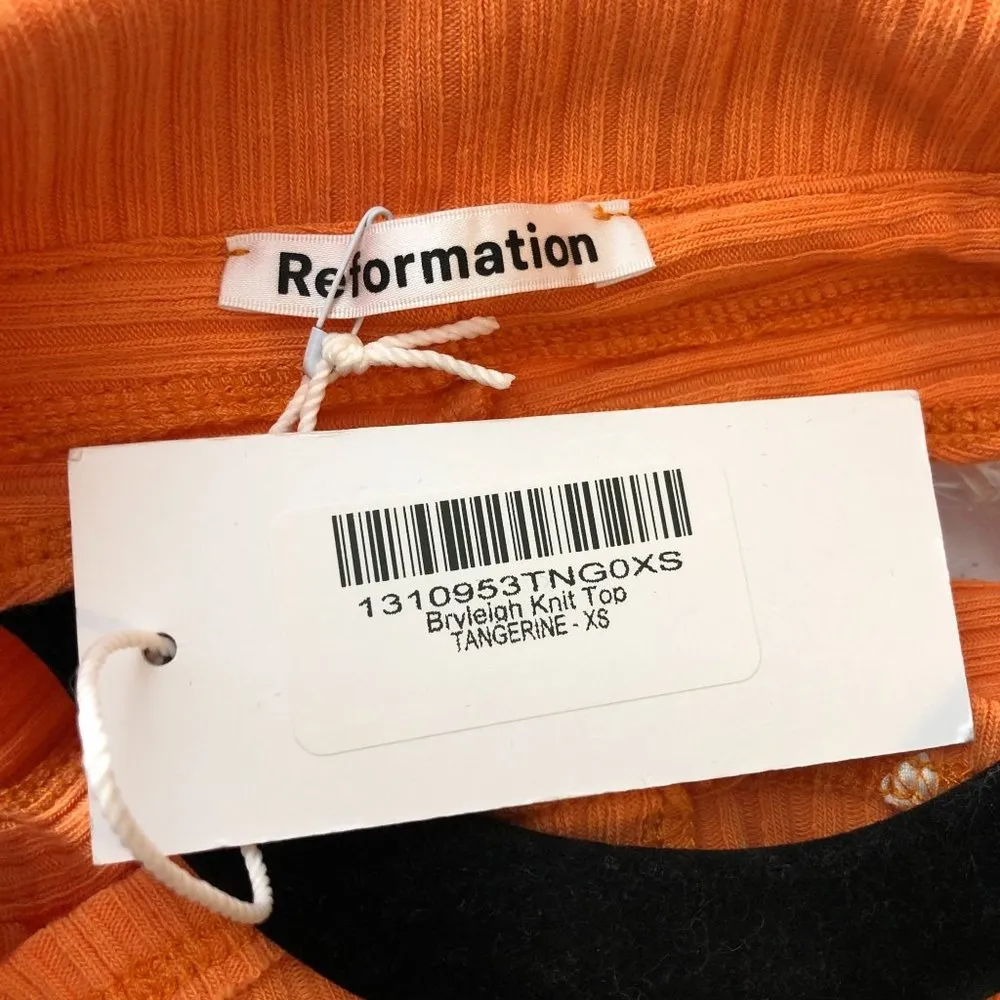 Reformation
1310953TNG0XS
Bryleigh Knit Top
TANGERINE - XS